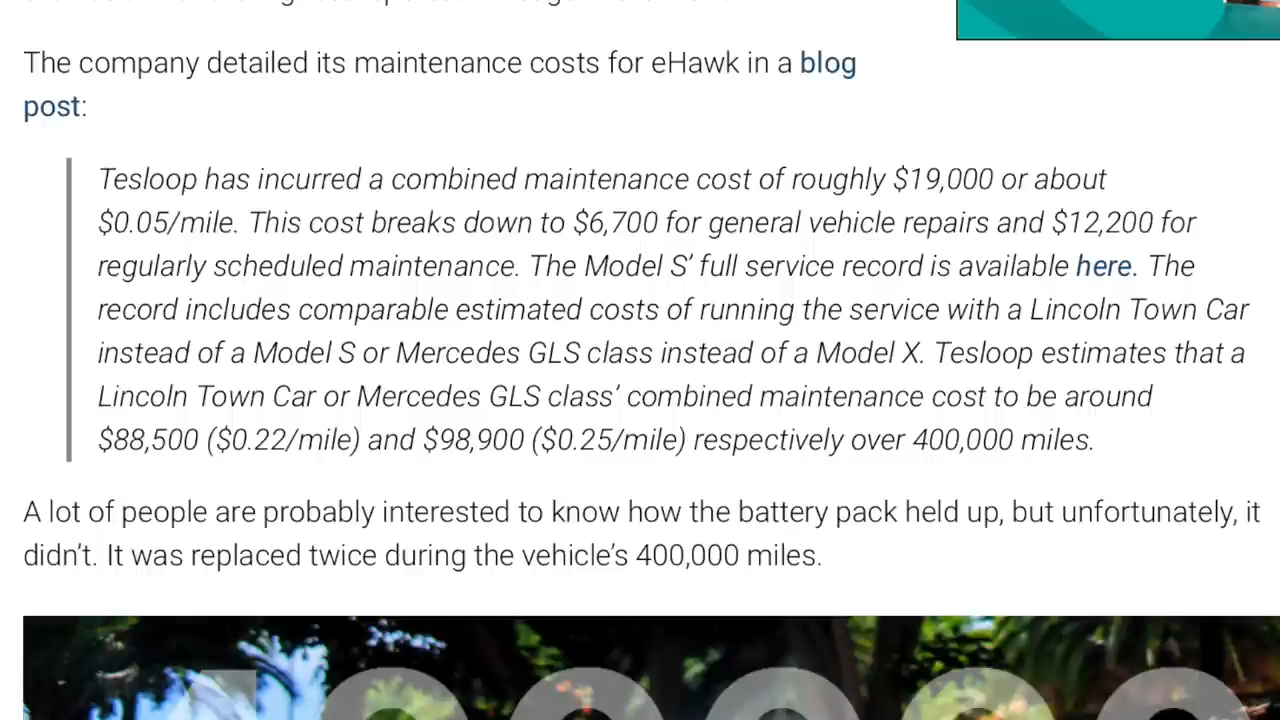 The company detailed its maintenance costs for eHawk in a blog
post:
Tesloop has incurred a combined maintenance cost of roughly $19,000 or about
$0.05/mile. This cost breaks down to $6,700 for general vehicle repairs and $12,200 for
regularly scheduled maintenance. The Model S’ full service record is available here. The
record includes comparable estimated costs of running the service with a Lincoln Town Car
instead of a Model S or Mercedes GLS class instead of a Model X. Tesloop estimates that a
Lincoln Town Car or Mercedes GLS class’ combined maintenance cost to be around
$88,500 ($0.22/mile) and $98,900 ($0.25/mile) respectively over 400,000 miles.
A lot of people are probably interested to know how the battery pack held up, but unfortunately, it
didn’t. It was replaced twice during the vehicle’s 400,000 miles.